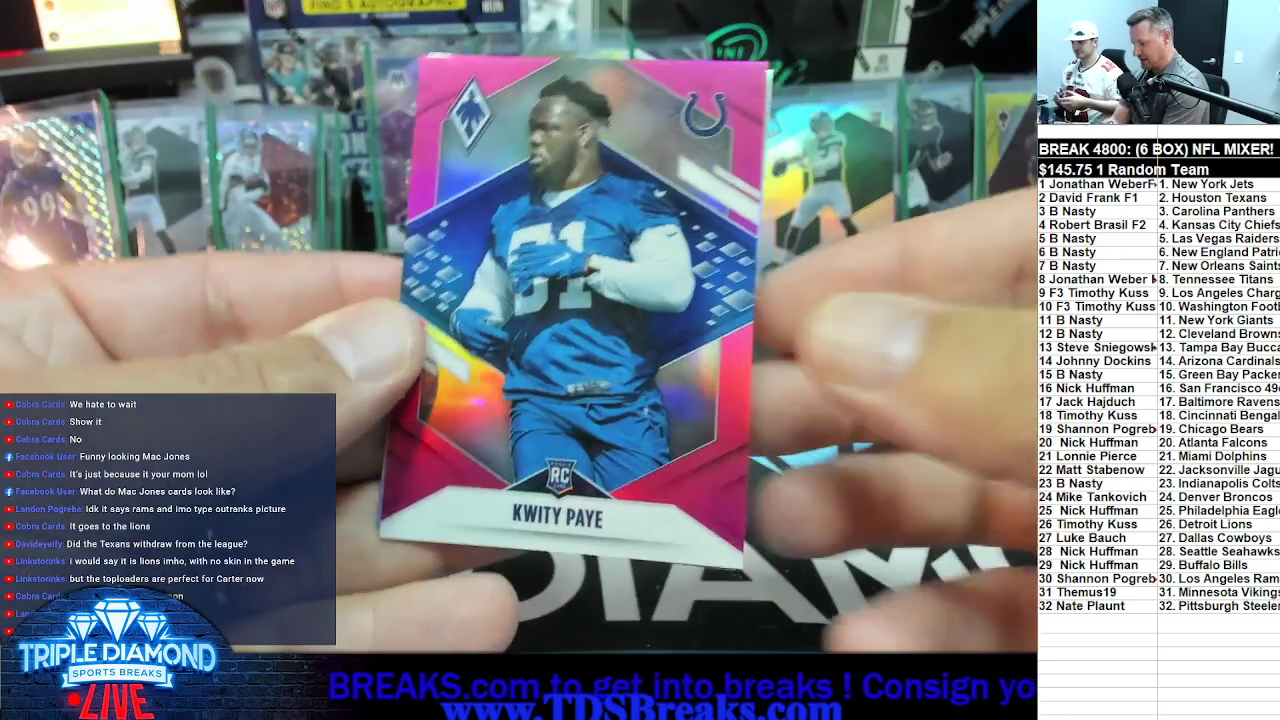 BREAK 4800: (6 BOX) NFL MIXER!
$145.75 1 Random Team
1 Jonathan Weber 1. New York Jets
2 David Frank F1 2. Houston Texans
3 B Nasty 3. Carolina Panthers
4 Robert Brasil F2 4. Kansas City Chiefs
5 B Nasty 5. Las Vegas Raiders
6 B Nasty 6. New England Patri
7 B Nasty 7. New Orleans Saints
8 Jonathan Weber 8. Tennessee Titans
9 F3 Timothy Kuss 9. Los Angeles Charg
10 F3 Timothy Kuss 10. Washington Footl
11 B Nasty 11. New York Giants
12 B Nasty 12. Cleveland Browns
13 Steve Sniegowsk 13. Tampa Bay Bucca
14 Johnny Dockins 14. Arizona Cardinals
15 B Nasty 15. Green Bay Packer
16 Nick Huffman 16. San Francisco 49
17 Jack Hajduch 17. Baltimore Ravens
18 Timothy Kuss 18. Cincinnati Benga
19 Shannon Pogreb 19. Chicago Bears
20 Nick Huffman 20. Atlanta Falcons
21 Lonnie Pierce 21. Miami Dolphins
22 Matt Stabenow 22. Jacksonville Jagu
23 B Nasty 23. Indianapolis Colts
24 Mike Tankovich 24. Denver Broncos
25 Nick Huffman 25. Philadelphia Eagle
26 Timothy Kuss 26. Detroit Lions
27 Luke Bauch 27. Dallas Cowboys
28 Nick Huffman 28. Seattle Seahawks
29 Nick Huffman 29. Buffalo Bills
30 Shannon Pogreb 30. Los Angeles Ram
31 Themus19 31. Minnesota Vikings
32 Nate Plaunt 32. Pittsburgh Steele
99
51
ROOKIE
RC
KWITY PAYE
Cobra Cards: We hate to wait
Cobra Cards: Show it
Cobra Cards: No
Facebook User: Funny looking Mac Jones
Cobra Cards: It's just because it your mom lol
Facebook User: What do Mac Jones cards look like?
Landon Pogreba: Idk it says rams and imo type outranks picture
Cobra Cards: It goes to the lions
Davideyelfy: Did the Texans withdraw from the league?
Linkstorinks: i would say it is lions imho, with no skin in the game
Linkstorinks: but the toploaders are perfect for Carter now
Cobra Car
TRIPLE DIAMOND
SPORTS BREAKS
LIVE
BREAKS.com to get into breaks ! Consign yo
www.TDSBreaks.com